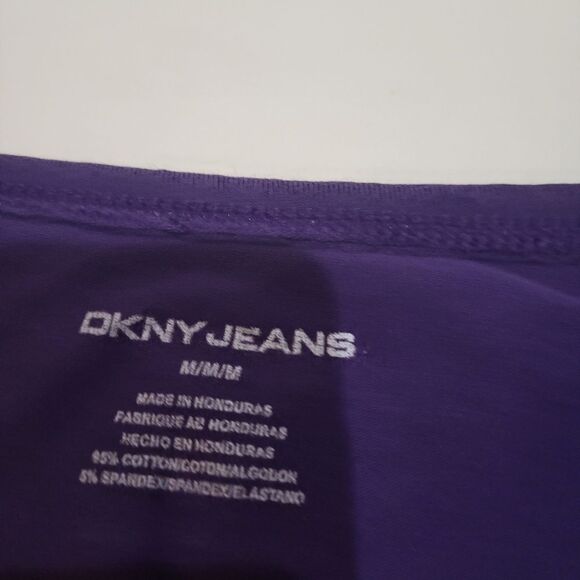 DKNY JEANS
M/M/M
MADE IN HONDURAS
FABRIQUE AU HONDURAS
HECHO EN HONDURAS
95% COTTON/COTON/ALGODON
5% SPANDEX/SPANDEX/ELASTANO